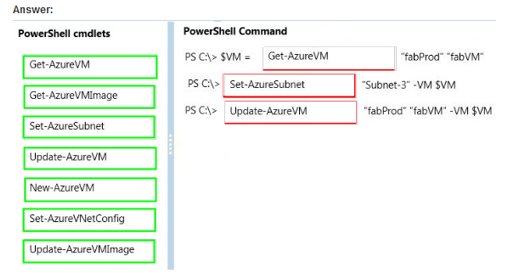 Answer:
PowerShell cmdlets
Get-AzureVM
Get-AzureVMImage
Set-AzureSubnet
Update-AzureVM
New-AzureVM
Set-AzureVNetConfig
Update-AzureVMImage
PowerShell Command
PS C:\> $VM = Get-AzureVM "fabProd" "fabVM"
PS C:\> Set-AzureSubnet "Subnet-3" -VM $VM
PS C:\> Update-AzureVM "fabProd" "fabVM" -VM $VM